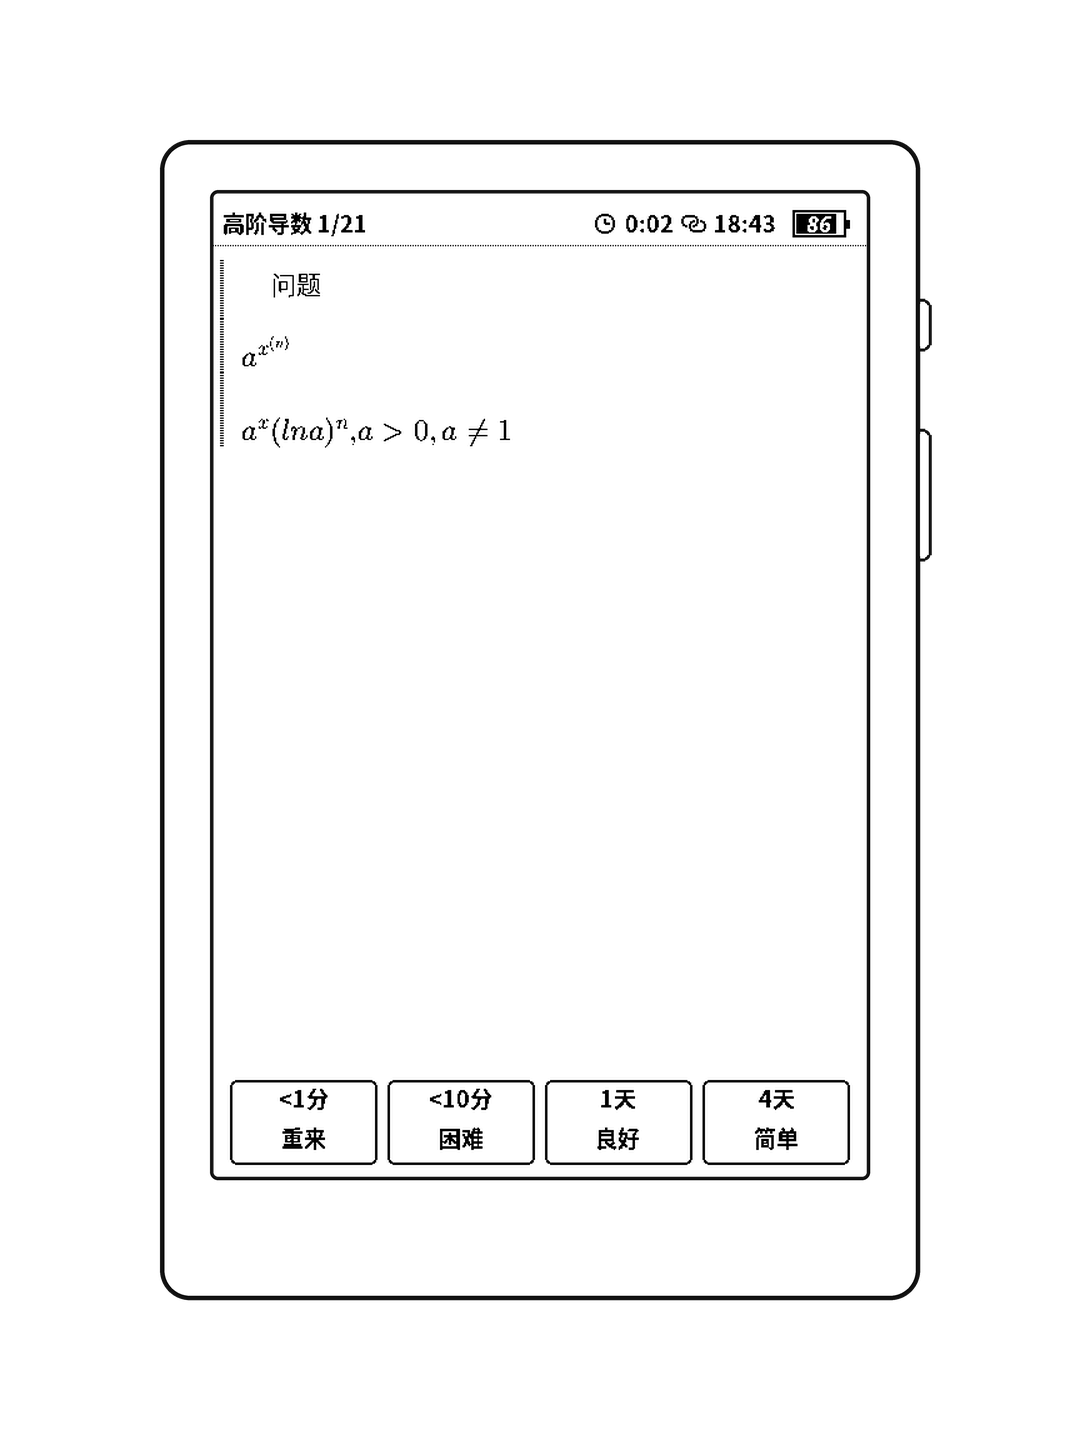 高阶导数 1/21 0:02 18:43 86
问题
a^{x^{(n)}}
a^x(lna)^n,a > 0, a ≠ 1
<1分 <10分 1天 4天
重来 困难 良好 简单